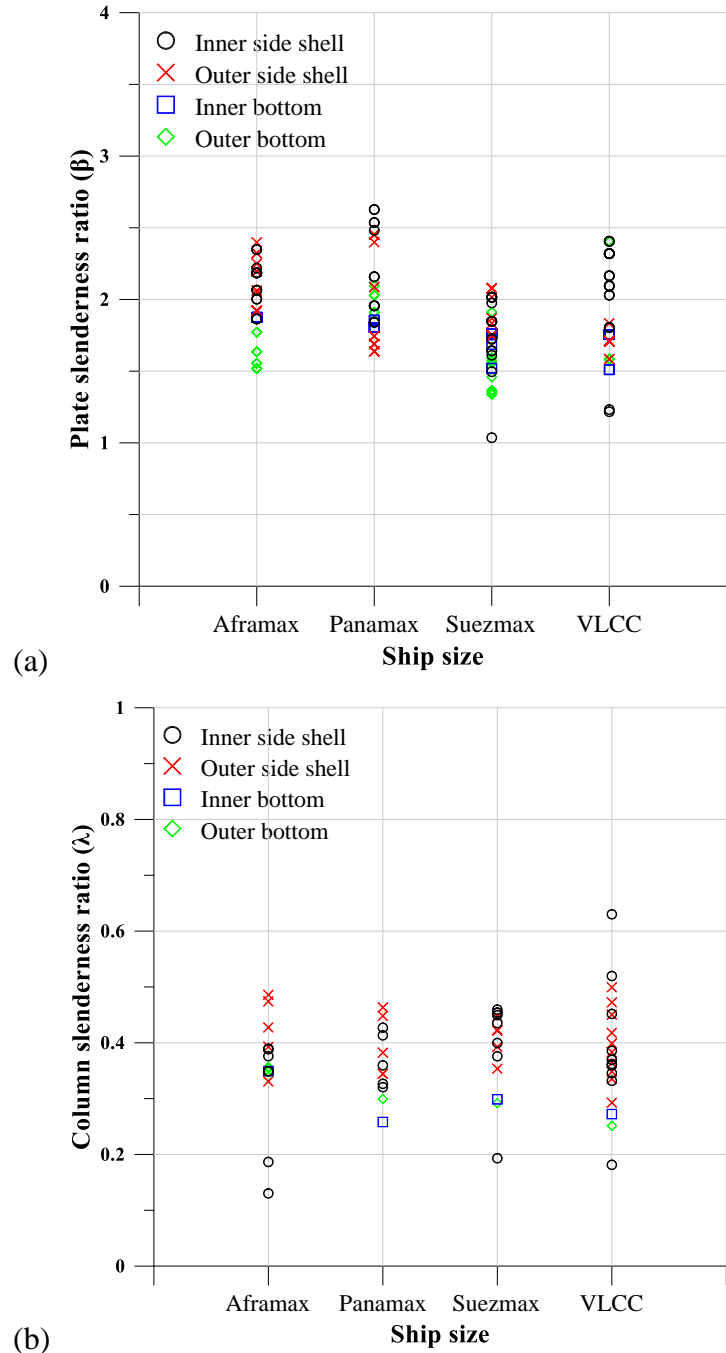 4
Inner side shell
Outer side shell
Inner bottom
Outer bottom
3
2
1
0
Plate slenderness ratio (β)
Aframax Panamax Suezmax VLCC
Ship size
(a)
1
Inner side shell
Outer side shell
Inner bottom
Outer bottom
0.8
0.6
0.4
0.2
0
Column slenderness ratio (λ)
Aframax Panamax Suezmax VLCC
Ship size
(b)